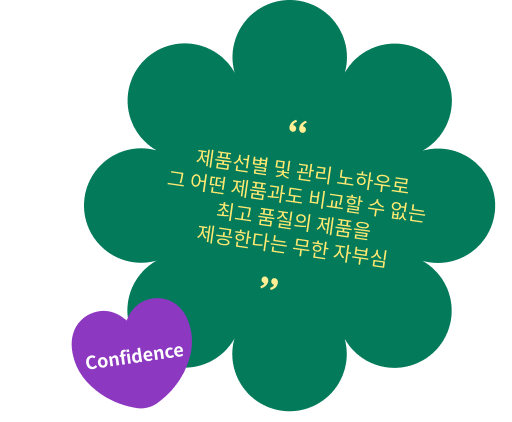 “
제품선별 및 관리 노하우로
그 어떤 제품과도 비교할 수 없는
최고 품질의 제품을
제공한다는 무한 자부심
”
Confidence